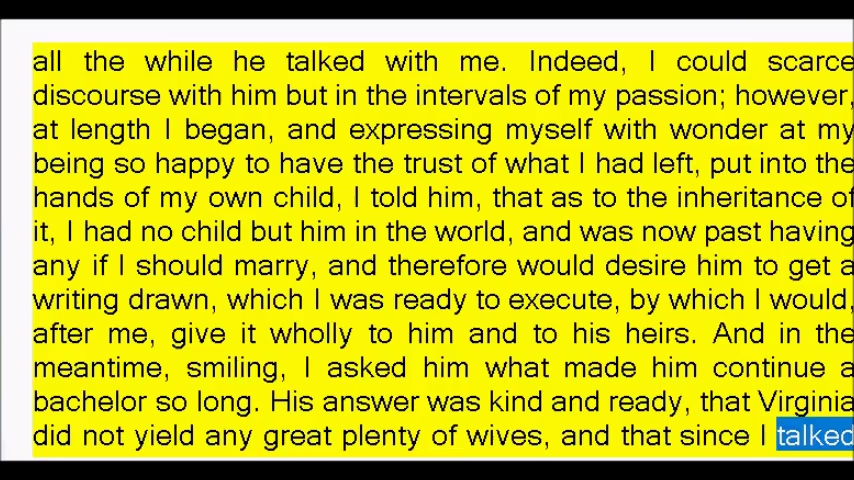 all the while he talked with me. Indeed, I could scarce
discourse with him but in the intervals of my passion; however,
at length I began, and expressing myself with wonder at my
being so happy to have the trust of what I had left, put into the
hands of my own child, I told him, that as to the inheritance of
it, I had no child but him in the world, and was now past having
any if I should marry, and therefore would desire him to get a
writing drawn, which I was ready to execute, by which I would,
after me, give it wholly to him and to his heirs. And in the
meantime, smiling, I asked him what made him continue a
bachelor so long. His answer was kind and ready, that Virginia
did not yield any great plenty of wives, and that since I talked